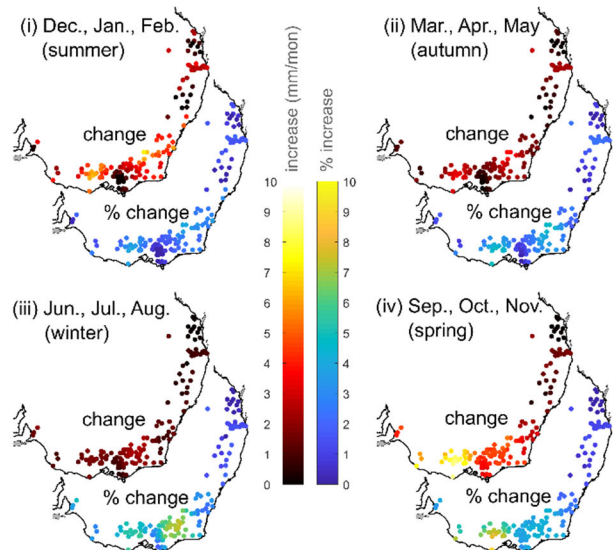 (i) Dec., Jan., Feb.
(summer)
change
% change
(ii) Mar., Apr., May
(autumn)
change
% change
increase (mm/mon)
% increase
10
9
8
7
6
5
4
3
2
1
0
10
9
8
7
6
5
4
3
2
1
0
(iii) Jun., Jul., Aug.
(winter)
change
% change
(iv) Sep., Oct., Nov.
(spring)
change
% change